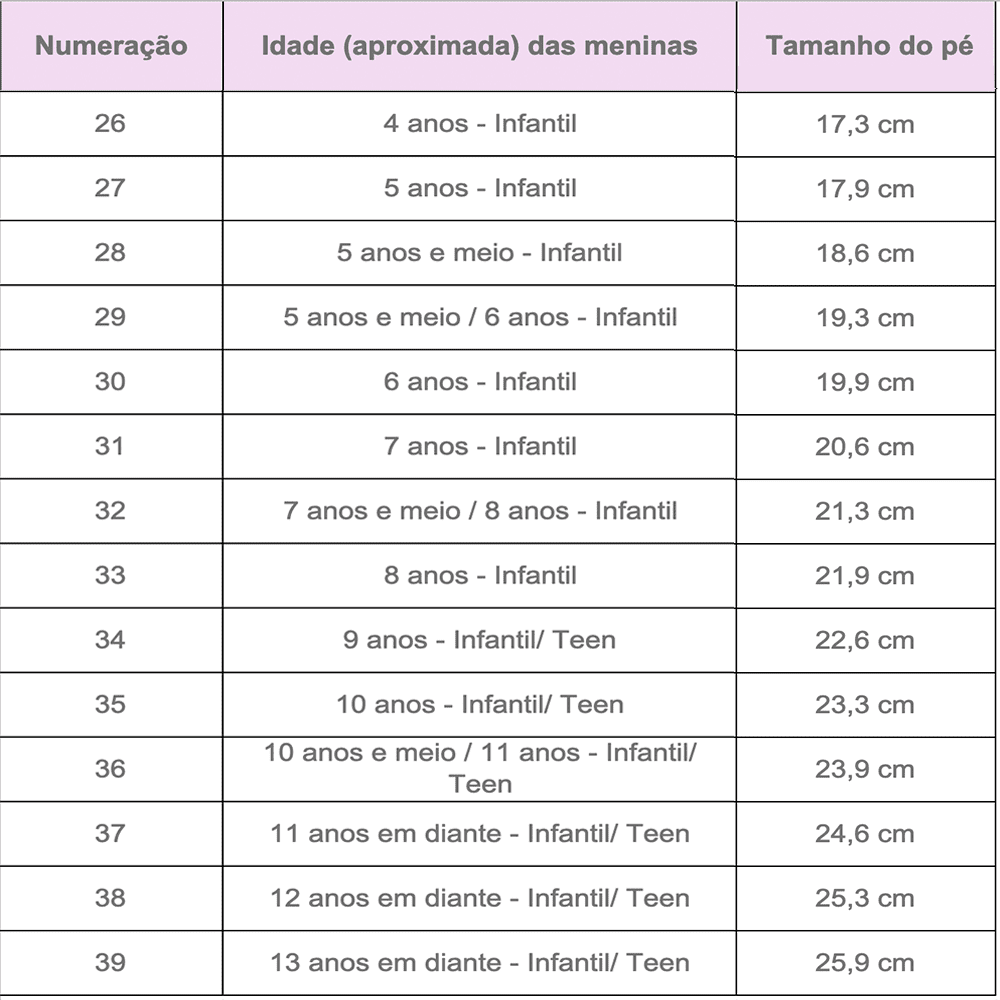 Numeração Idade (aproximada) das meninas Tamanho do pé
26 4 anos - Infantil 17,3 cm
27 5 anos - Infantil 17,9 cm
28 5 anos e meio - Infantil 18,6 cm
29 5 anos e meio / 6 anos - Infantil 19,3 cm
30 6 anos - Infantil 19,9 cm
31 7 anos - Infantil 20,6 cm
32 7 anos e meio / 8 anos - Infantil 21,3 cm
33 8 anos - Infantil 21,9 cm
34 9 anos - Infantil/ Teen 22,6 cm
35 10 anos - Infantil/ Teen 23,3 cm
36 10 anos e meio / 11 anos - Infantil/
Teen 23,9 cm
37 11 anos em diante - Infantil/ Teen 24,6 cm
38 12 anos em diante - Infantil/ Teen 25,3 cm
39 13 anos em diante - Infantil/ Teen 25,9 cm